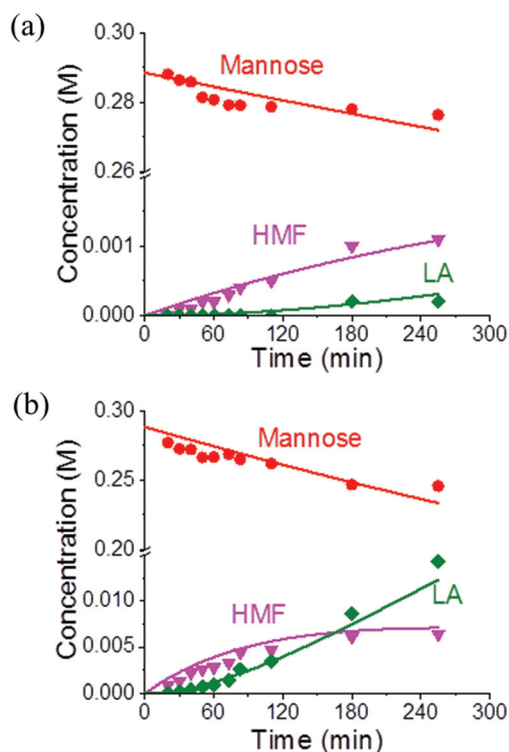 (a)
0.30
Mannose
0.28
0.26
Concentration (M)
HMF
0.001
LA
0.000
0 60 120 180 240 300
Time (min)
(b)
0.30
Mannose
0.25
0.20
Concentration (M)
0.010
HMF
LA
0.005
0.000
0 60 120 180 240 300
Time (min)